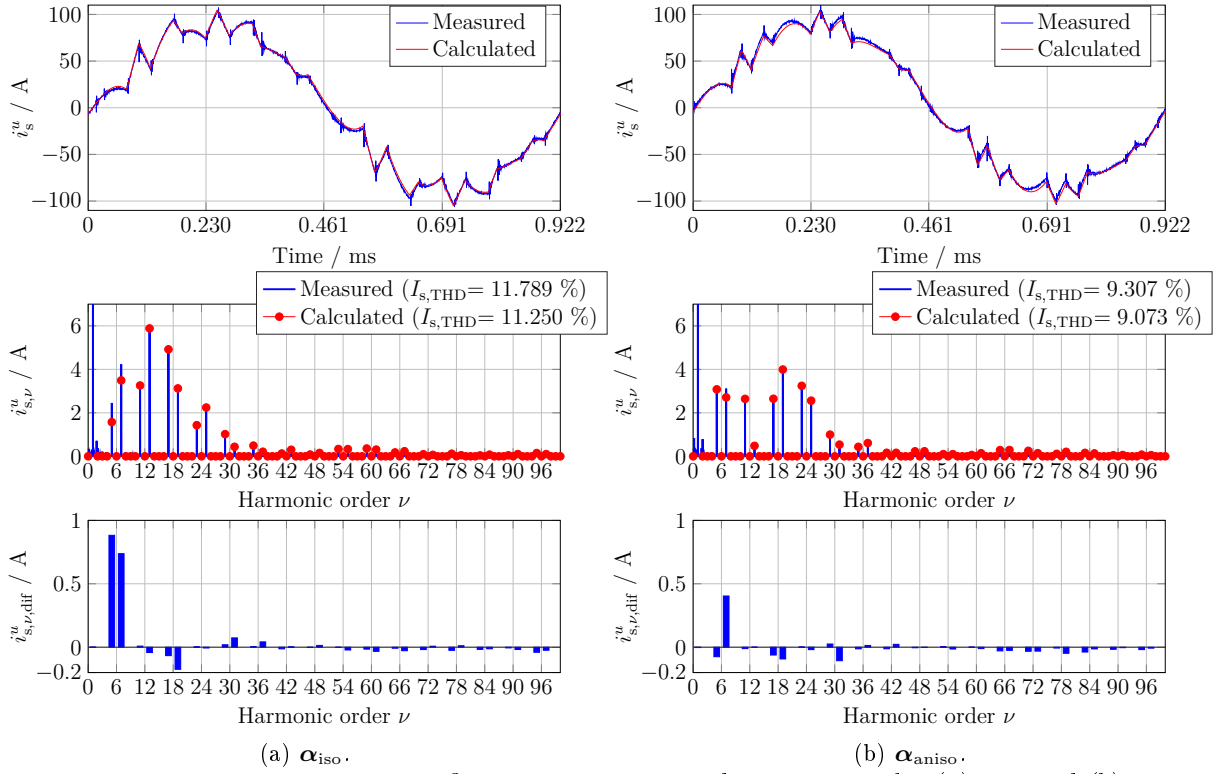 Measured
Calculated
100
50
0
−50
−100
i_s^u / A
0
0.230
0.461
0.691
0.922
Time / ms
Measured (I_s,THD= 11.789 %)
Calculated (I_s,THD= 11.250 %)
6
4
2
0
i_s,ν^u / A
0 6 12 18 24 30 36 42 48 54 60 66 72 78 84 90 96
Harmonic order ν
1
0.5
0
−0.2
i_s,ν,dif^u / A
0 6 12 18 24 30 36 42 48 54 60 66 72 78 84 90 96
Harmonic order ν
(a) α_iso.
Measured
Calculated
100
50
0
−50
−100
i_s^u / A
0
0.230
0.461
0.691
0.922
Time / ms
Measured (I_s,THD= 9.307 %)
Calculated (I_s,THD= 9.073 %)
6
4
2
0
i_s,ν^u / A
0 6 12 18 24 30 36 42 48 54 60 66 72 78 84 90 96
Harmonic order ν
1
0.5
0
−0.2
i_s,ν,dif^u / A
0 6 12 18 24 30 36 42 48 54 60 66 72 78 84 90 96
Harmonic order ν
(b) α_aniso.